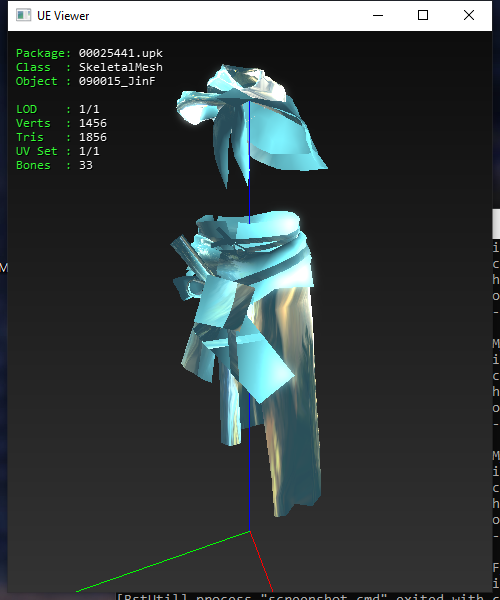 UE Viewer
Package: 00025441.upk
Class  : SkeletalMesh
Object : 090015_JinF
LOD    : 1/1
Verts  : 1456
Tris   : 1856
UV Set : 1/1
Bones  : 33